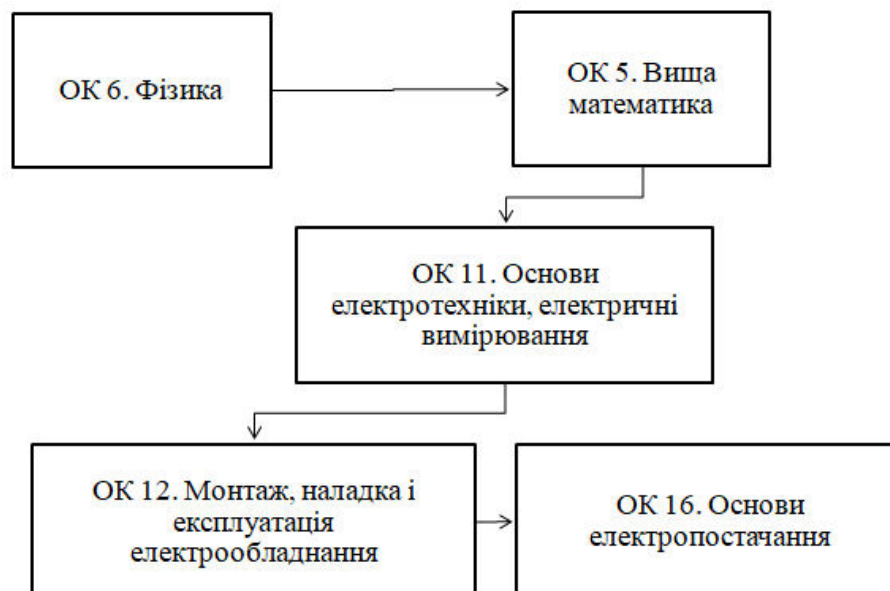 ОК 6. Фізика
ОК 5. Вища
математика
ОК 11. Основи
електротехніки, електричні
вимірювання
ОК 12. Монтаж, наладка і
експлуатація
електрообладнання
ОК 16. Основи
електропостачання